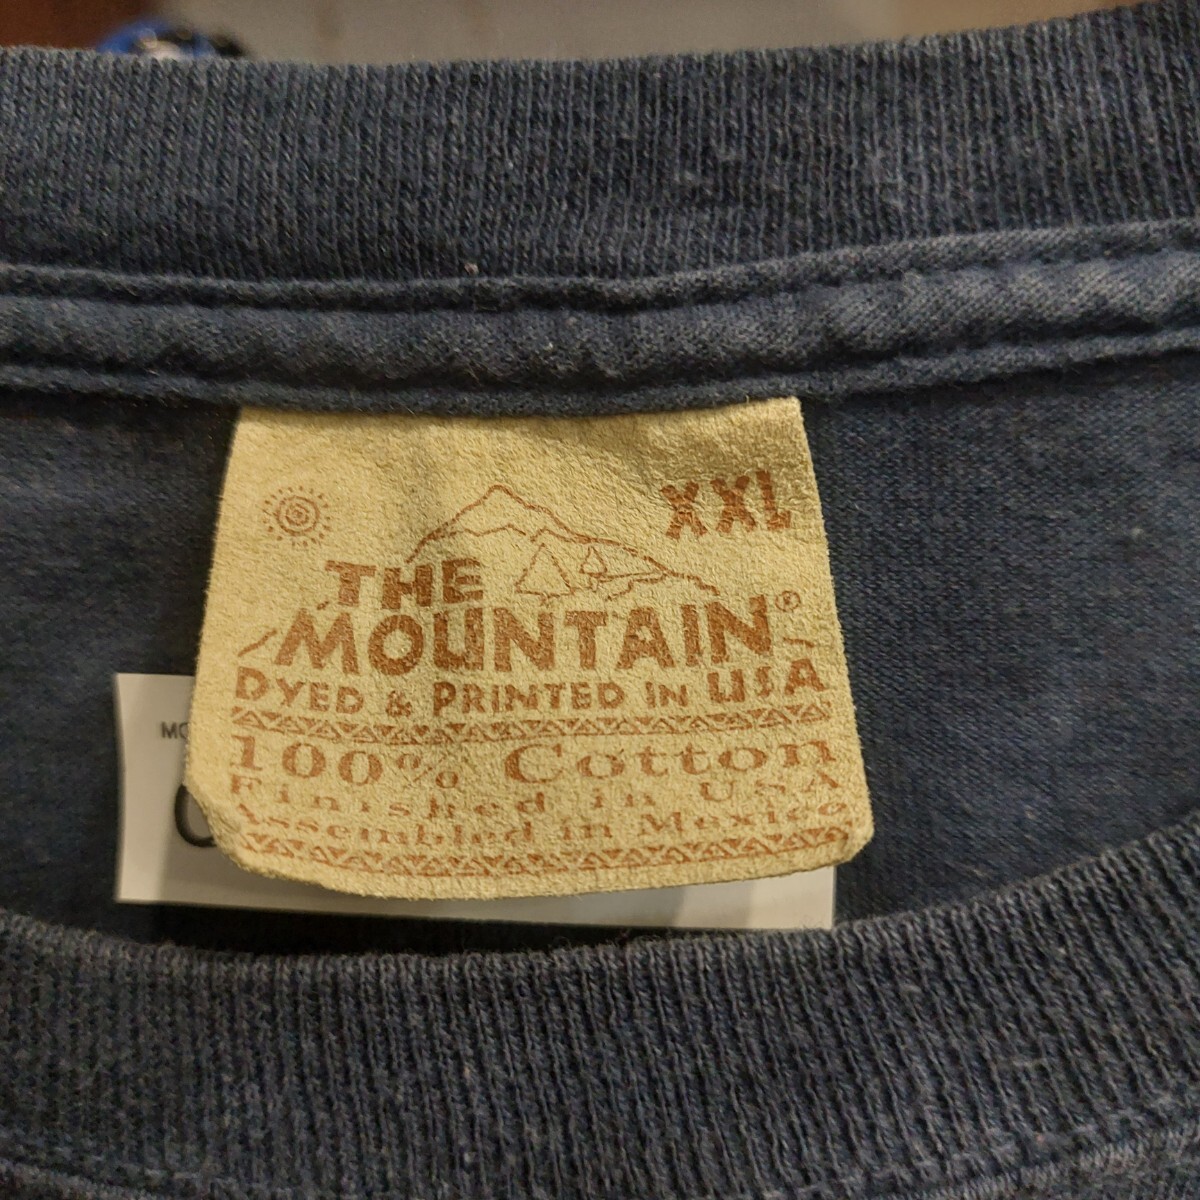 XXL
THE
MOUNTAIN®
DYED & PRINTED IN USA
100% Cotton
Finished in USA
Assembled in Mexico